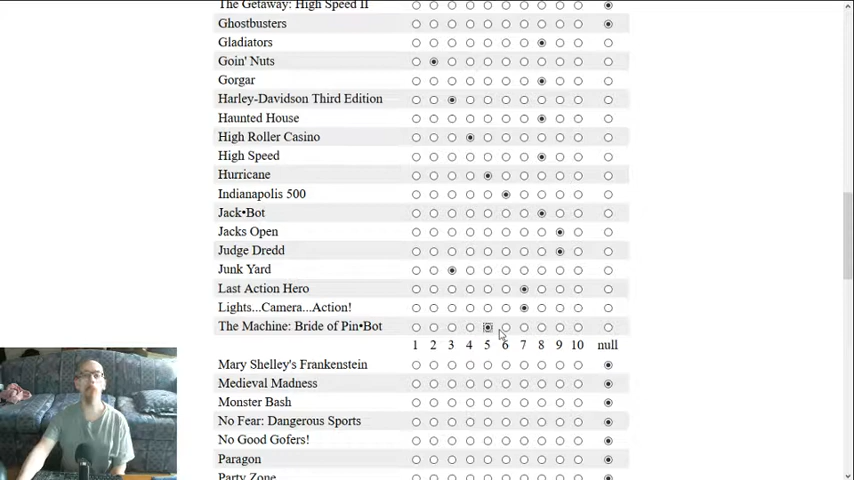 The Getaway: High Speed II
Ghostbusters
Gladiators
Goin' Nuts
Gorgar
Harley-Davidson Third Edition
Haunted House
High Roller Casino
High Speed
Hurricane
Indianapolis 500
Jack•Bot
Jacks Open
Judge Dredd
Junk Yard
Last Action Hero
Lights...Camera...Action!
The Machine: Bride of Pin•Bot
1 2 3 4 5 6 7 8 9 10 null
Mary Shelley's Frankenstein
Medieval Madness
Monster Bash
No Fear: Dangerous Sports
No Good Gofers!
Paragon
Party Zone